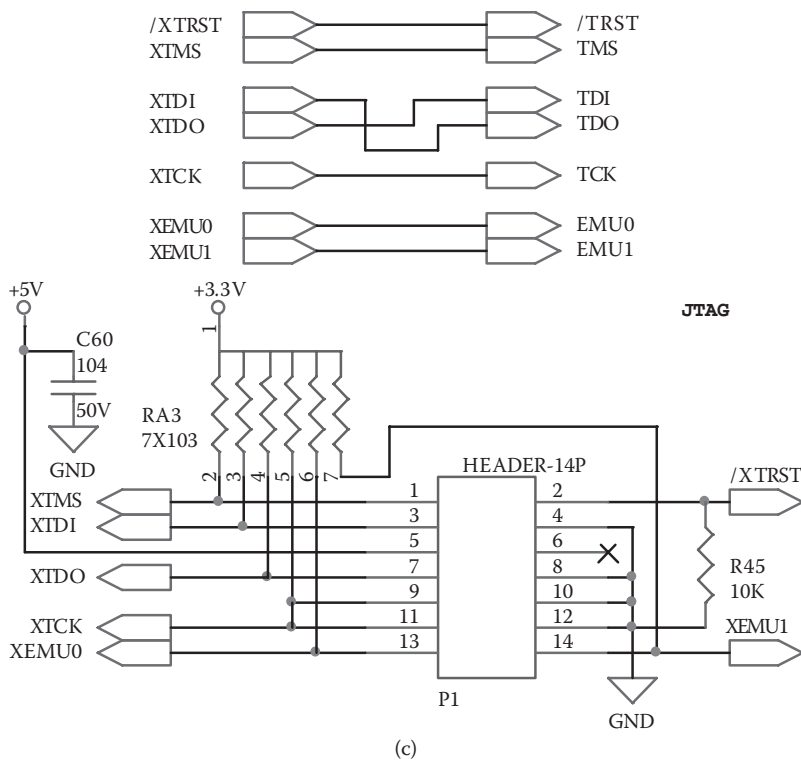 /XTRST /TRST
XTMS TMS
XTDI TDI
XTDO TDO
XTCK TCK
XEMU0 EMU0
XEMU1 EMU1
+5V +3.3V
JTAG
1
C60
104
50V
GND
RA3
7X103
2 3 4 5 6 7
HEADER-14P
XTMS 1 2 /XTRST
XTDI 3 4
5 6
XTDO 7 8
R45
10K
9 10
XTCK 11 12 XEMU1
XEMU0 13 14
P1
GND
(c)